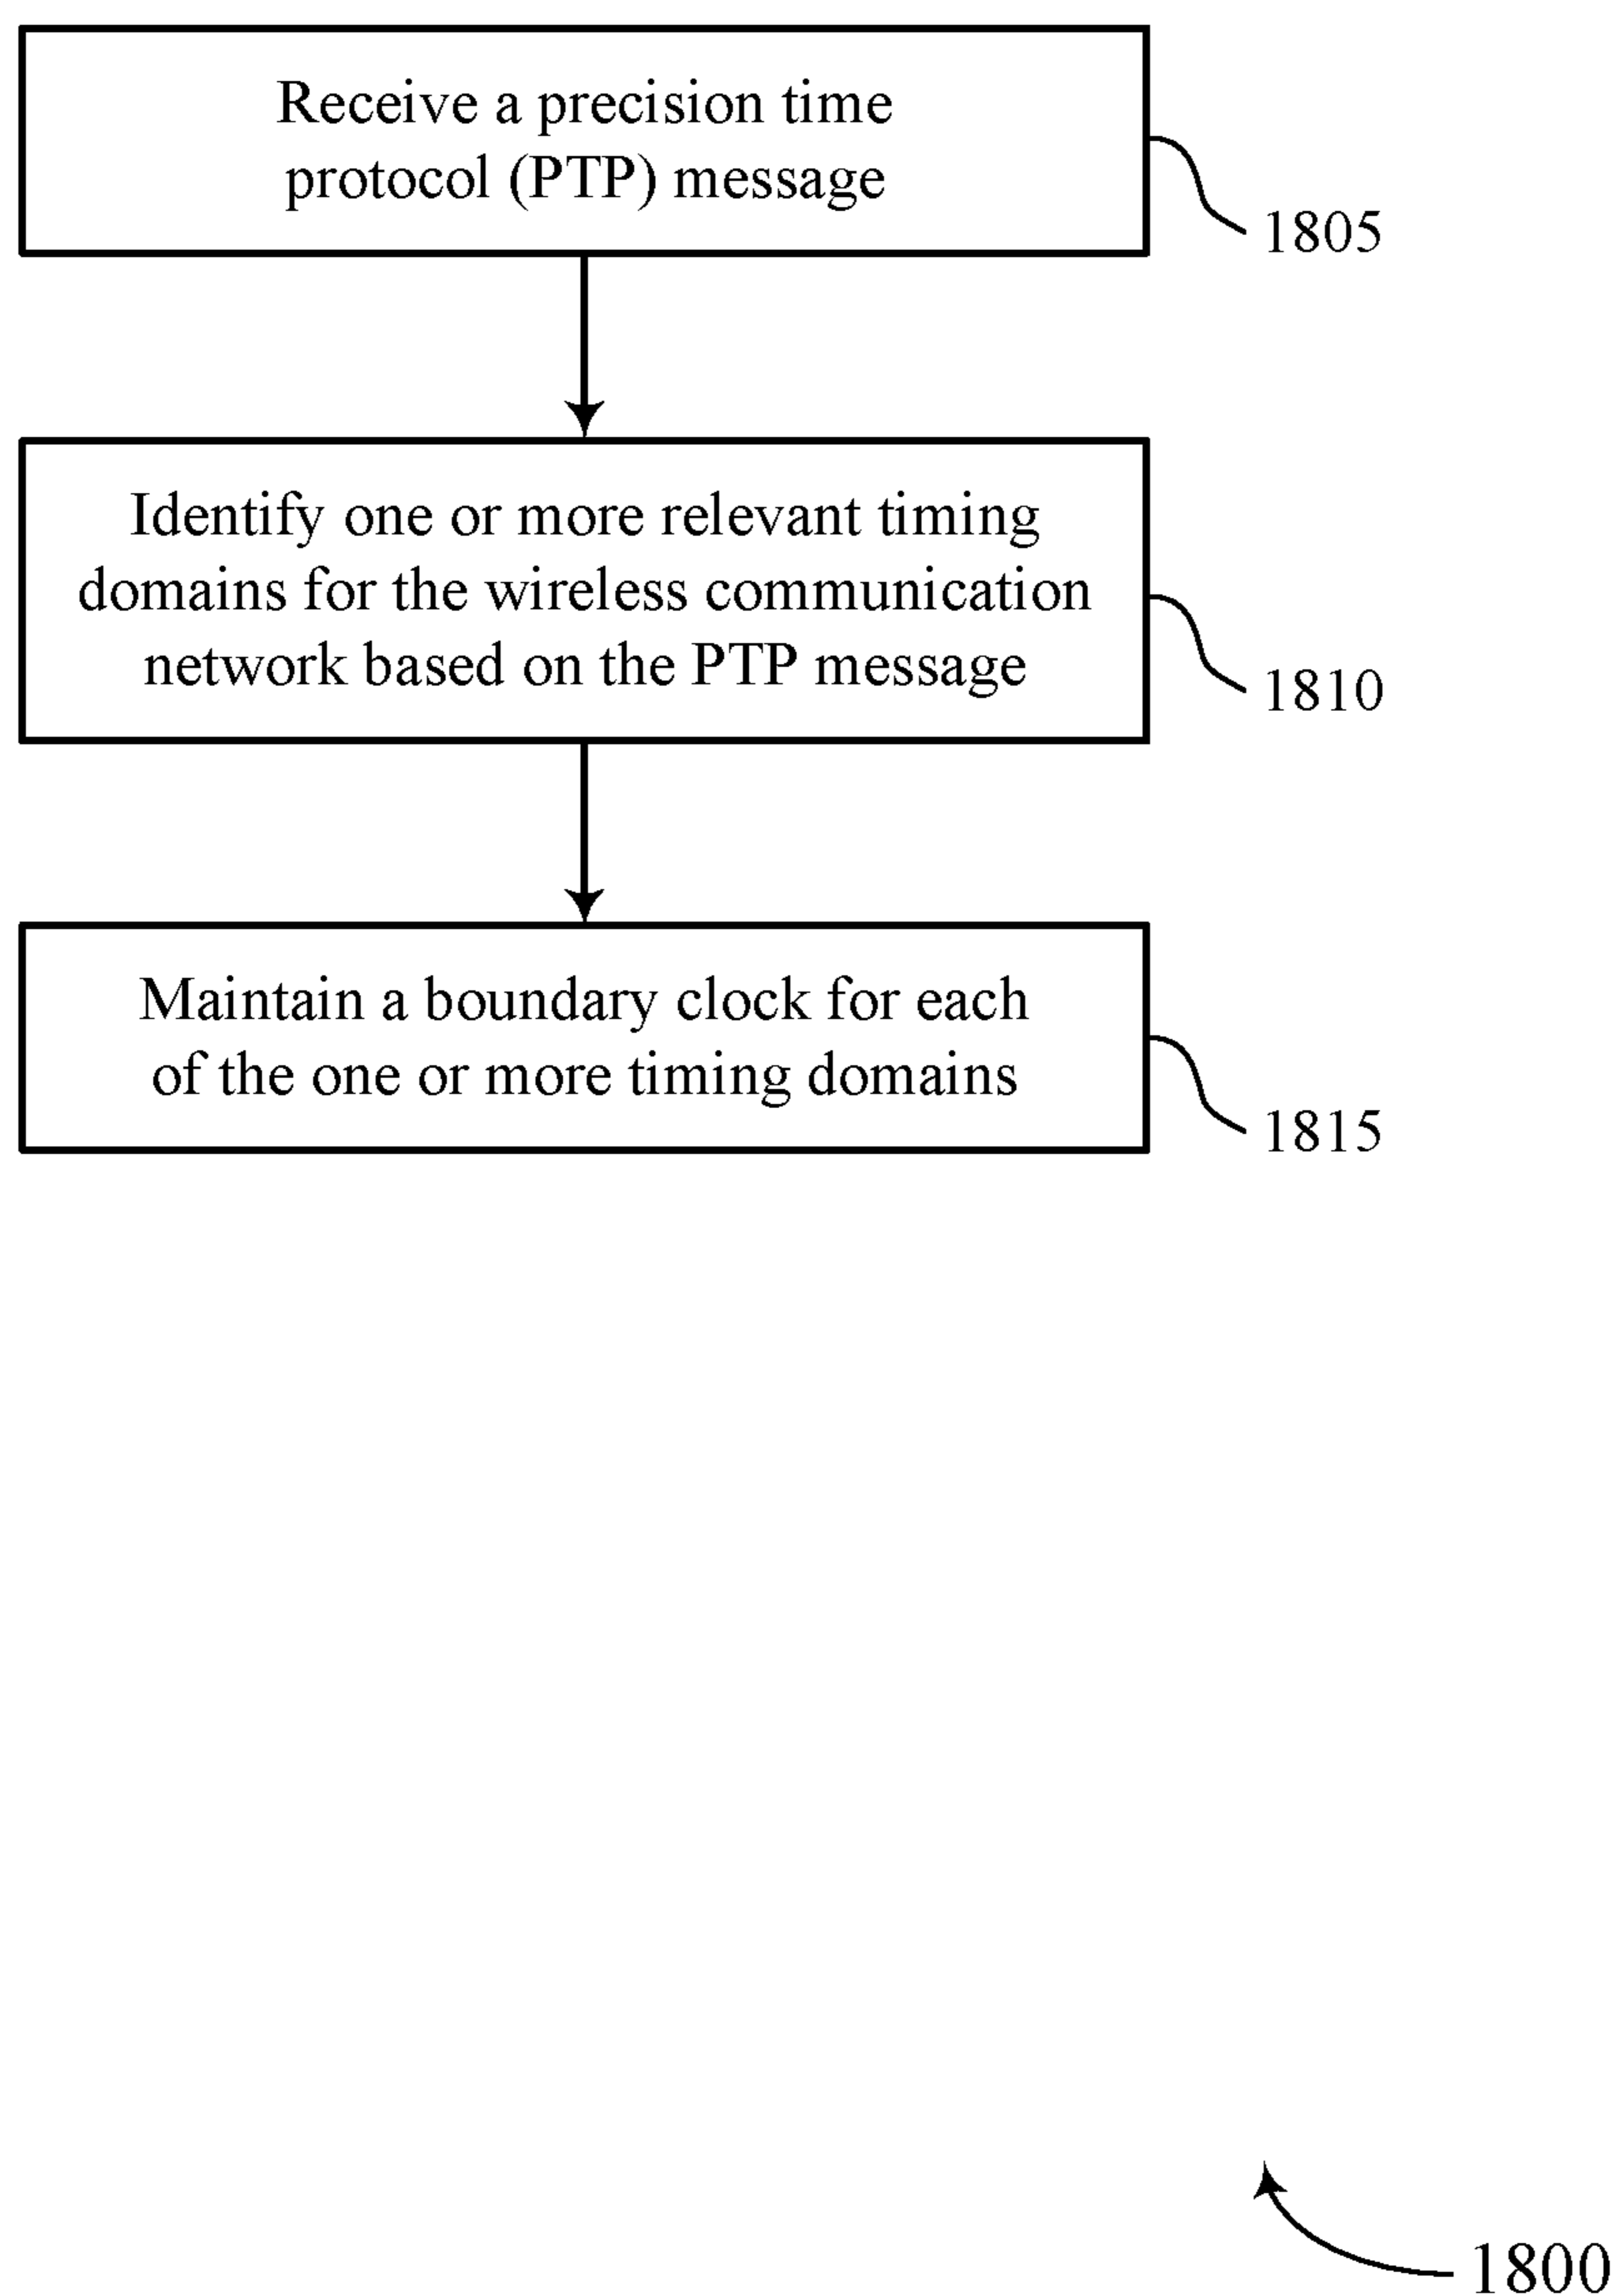 Receive a precision time
protocol (PTP) message
1805
Identify one or more relevant timing
domains for the wireless communication
network based on the PTP message
1810
Maintain a boundary clock for each
of the one or more timing domains
1815
1800